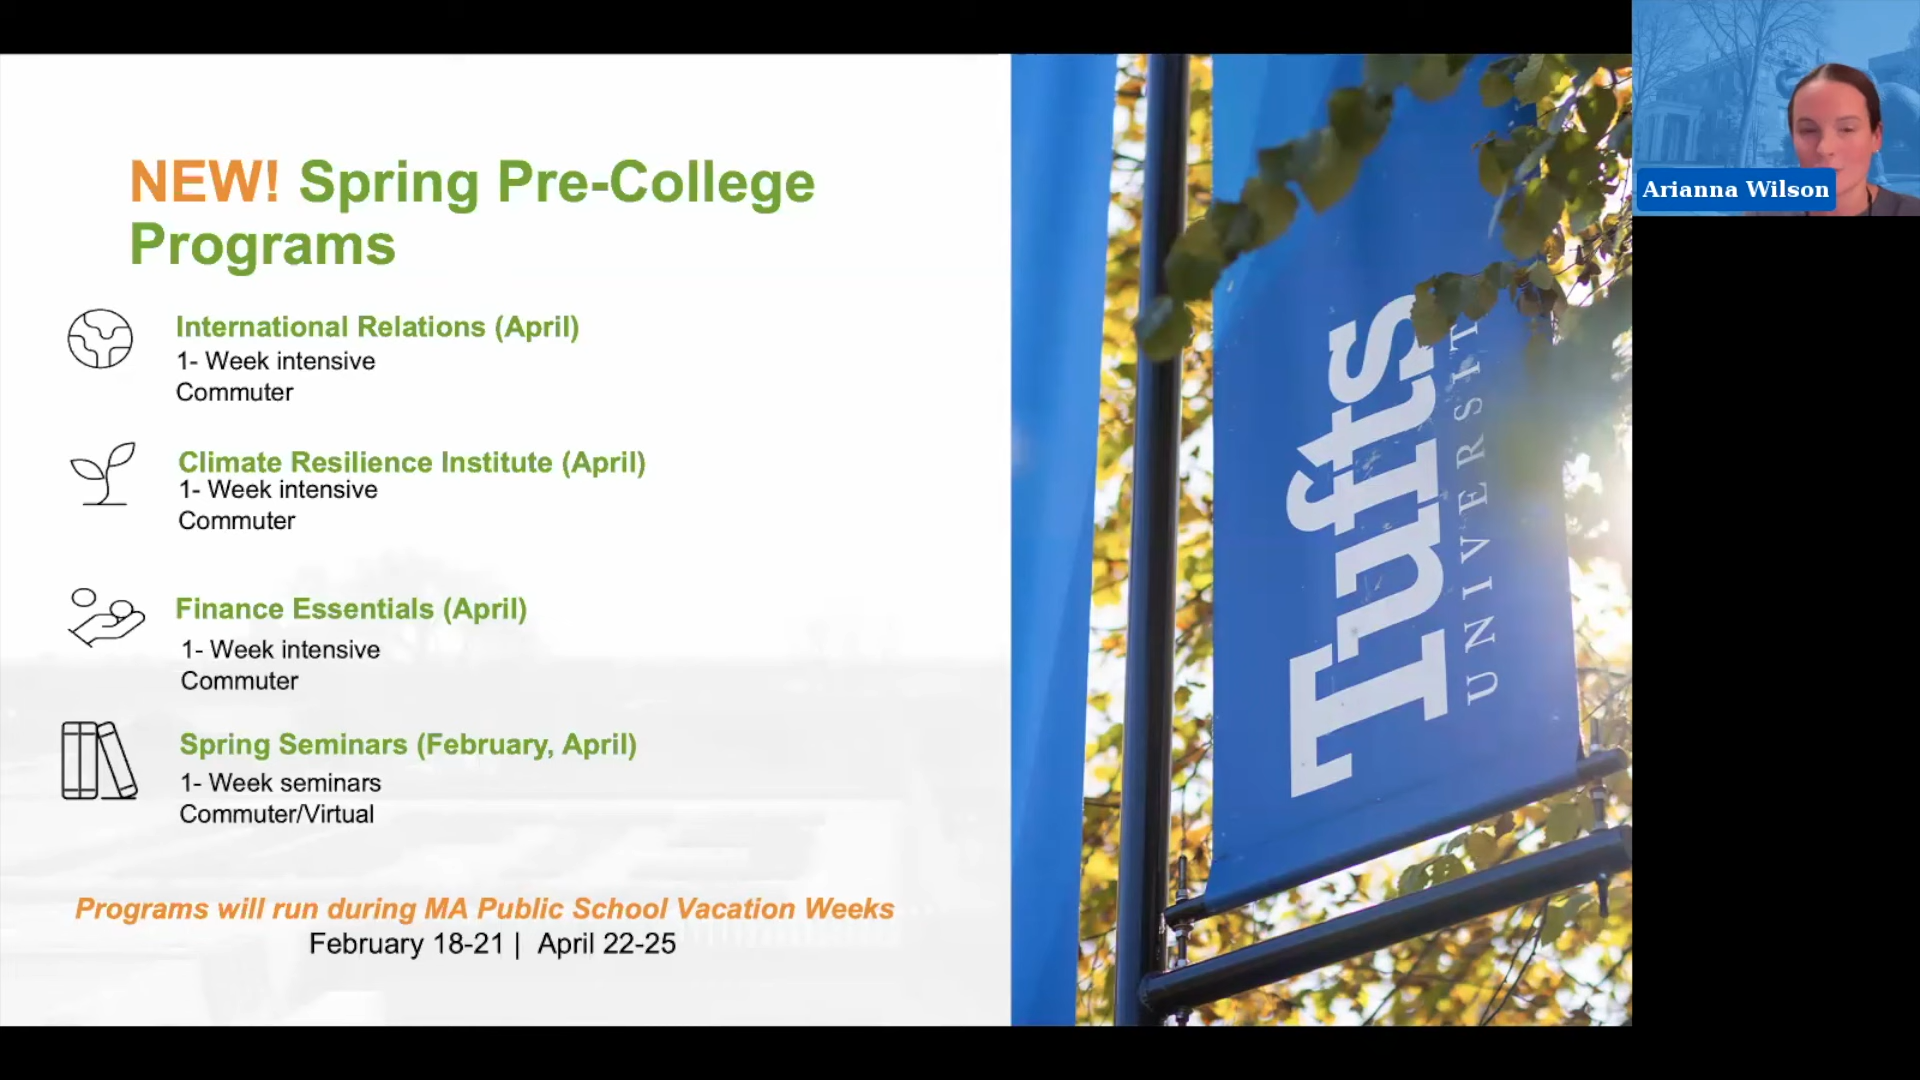 NEW! Spring Pre-College
Programs
International Relations (April)
1- Week intensive
Commuter
Climate Resilience Institute (April)
1- Week intensive
Commuter
Finance Essentials (April)
1- Week intensive
Commuter
Spring Seminars (February, April)
1- Week seminars
Commuter/Virtual
Programs will run during MA Public School Vacation Weeks
February 18-21 | April 22-25
Tufts
UNIVERSIT
Arianna Wilson